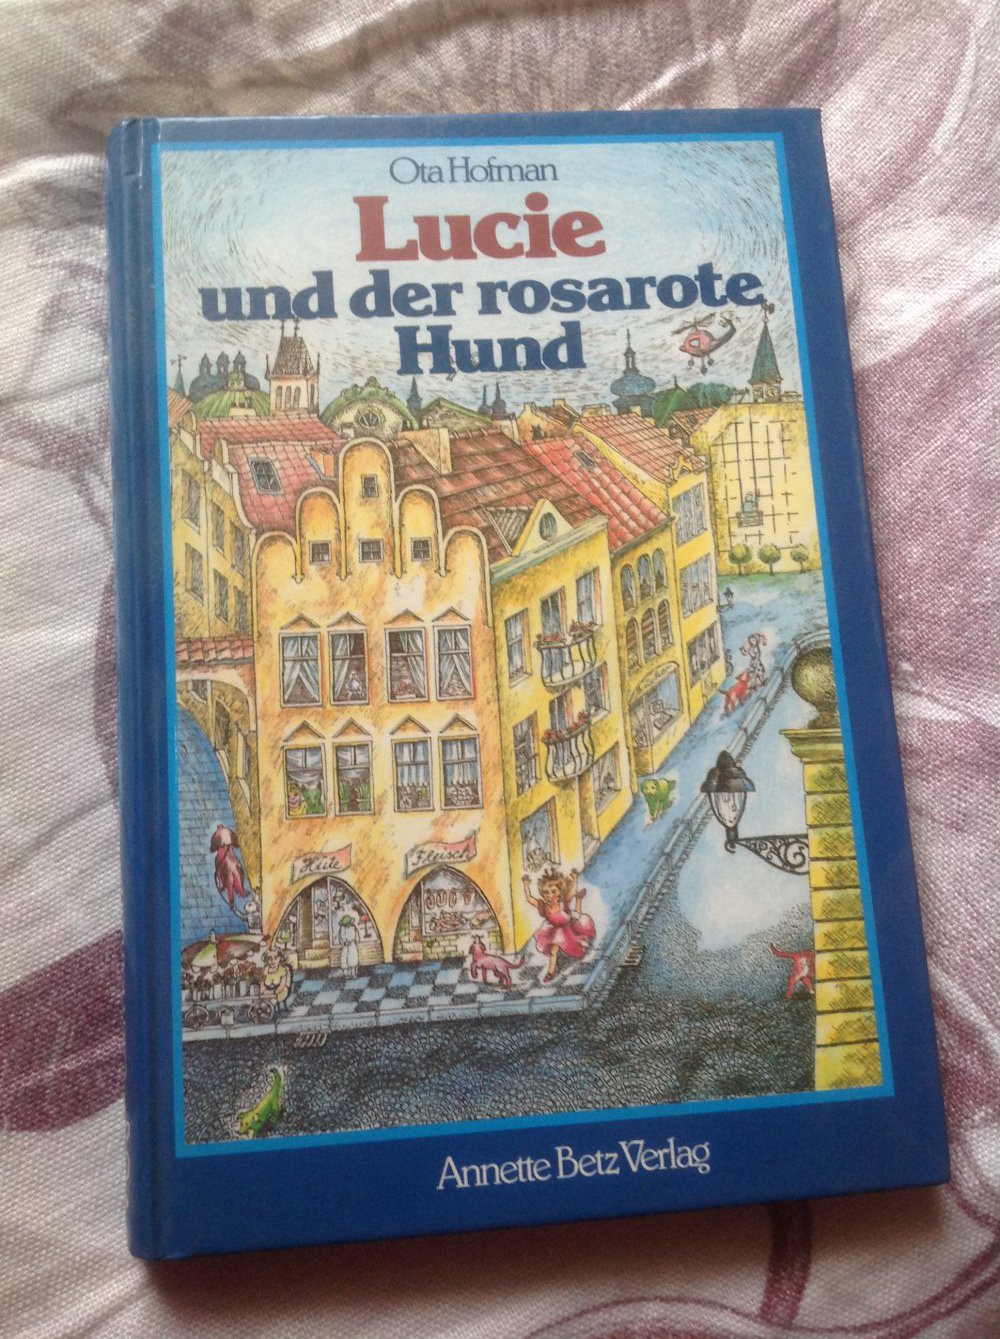 Ota Hofman
Lucie
und der rosarote
Hund
Hüte
Fleisch
Annette Betz Verlag